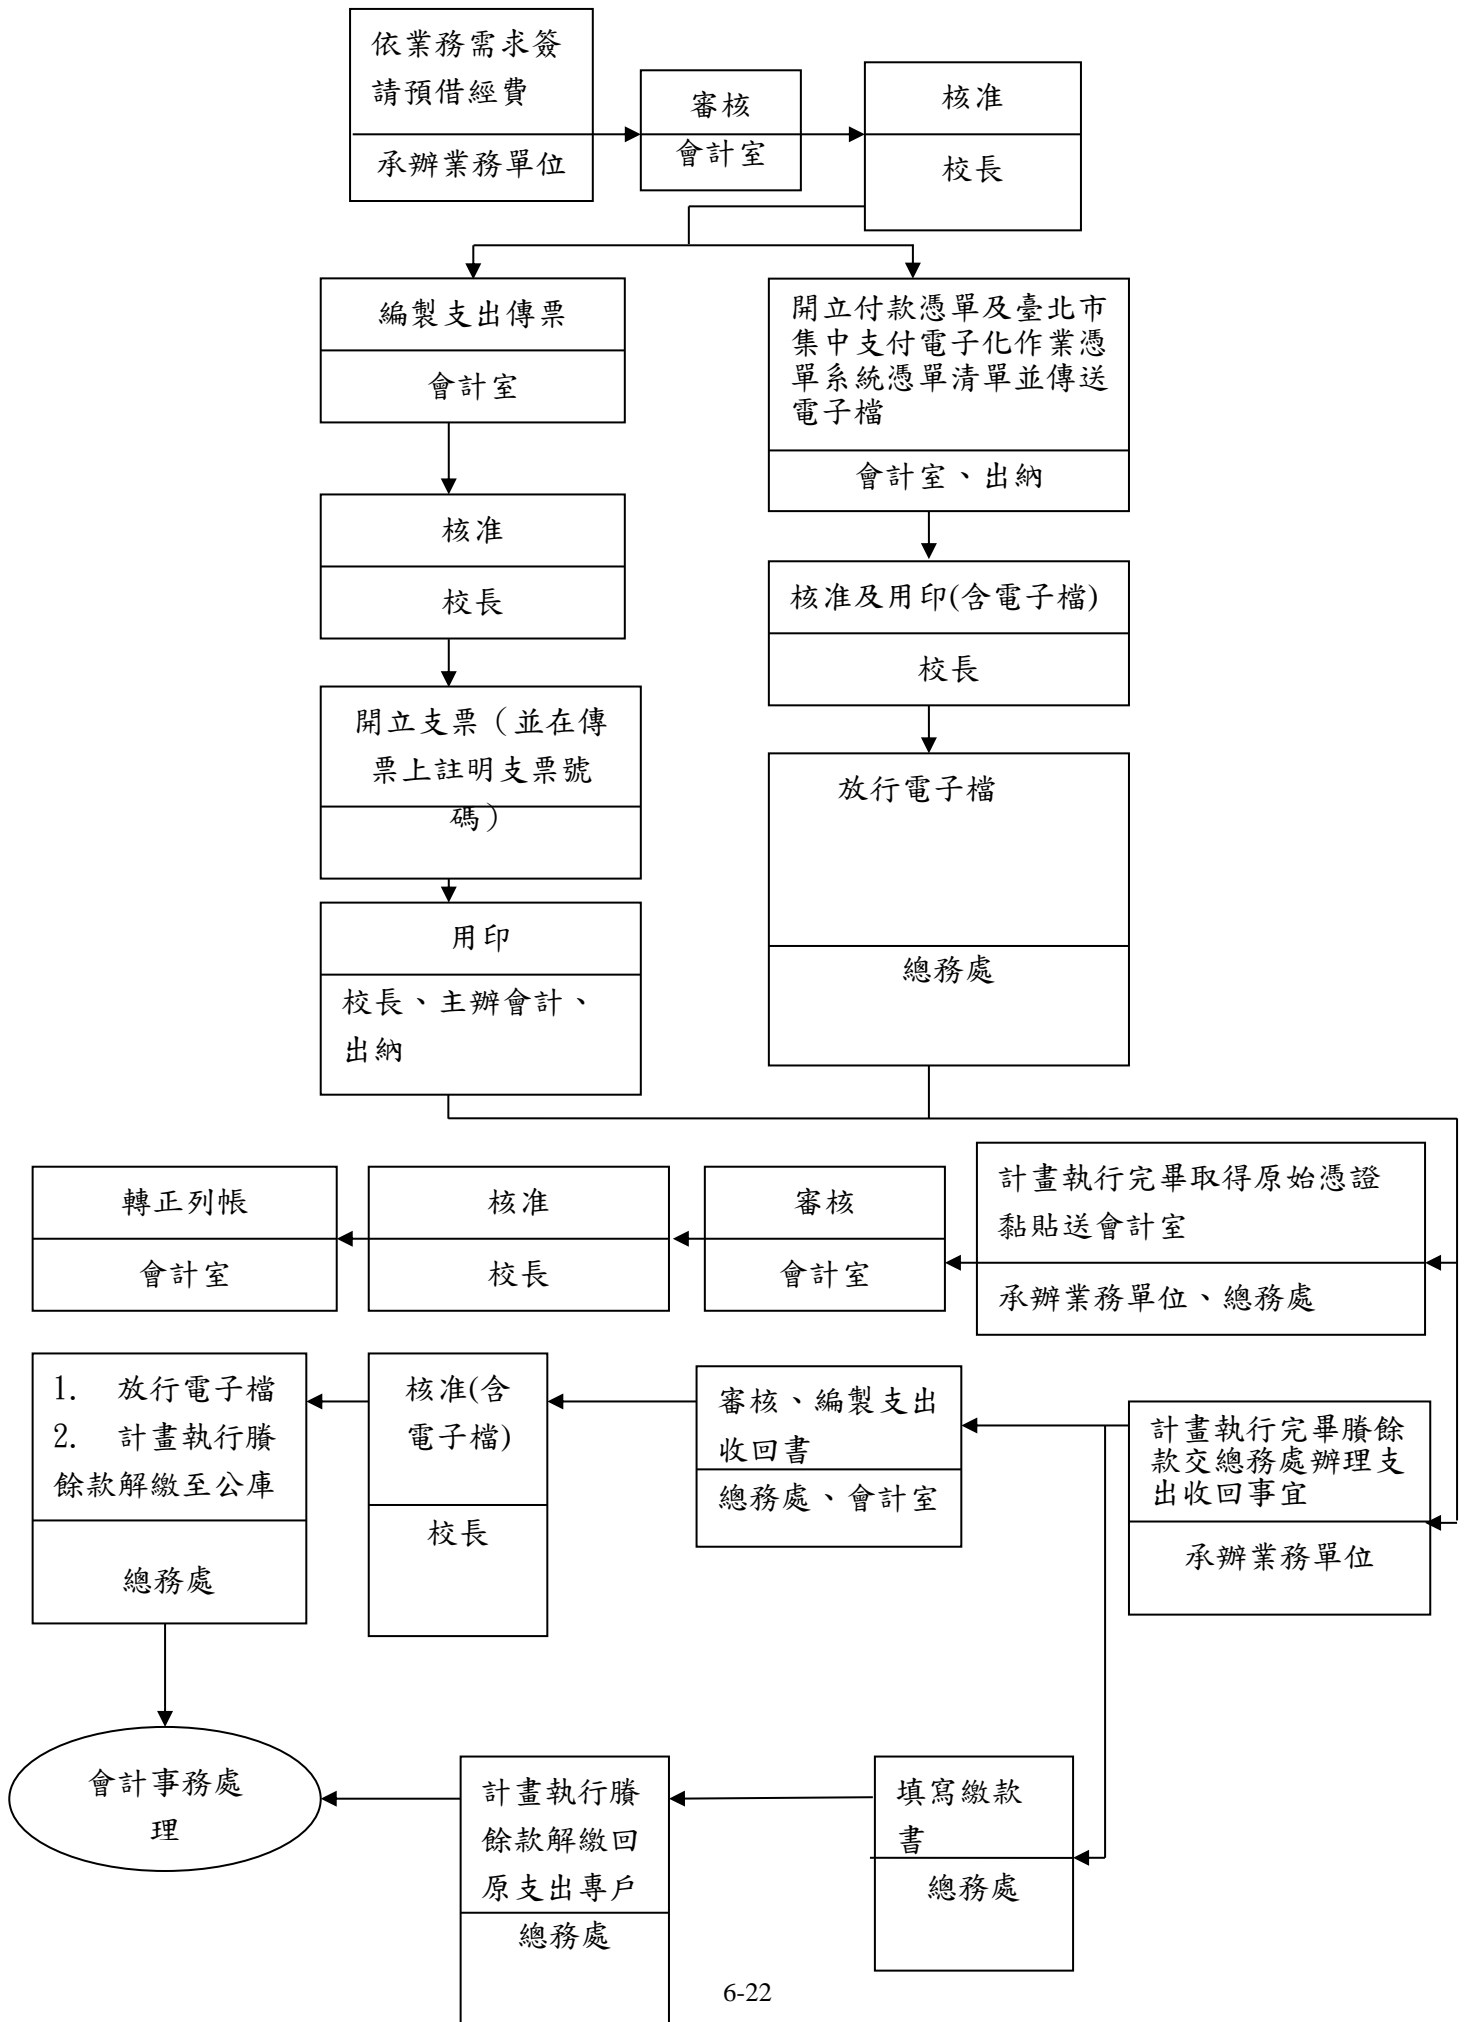 依業務需求簽
請預借經費
承辦業務單位
審核
會計室
核准
校長
編製支出傳票
會計室
開立付款憑單及臺北市
集中支付電子化作業憑
單系統憑單清單並傳送
電子檔
會計室、出納
核准
校長
核准及用印(含電子檔)
校長
開立支票（並在傳
票上註明支票號
碼）
放行電子檔
總務處
用印
校長、主辦會計、
出納
計畫執行完畢取得原始憑證
黏貼送會計室
承辦業務單位、總務處
審核
會計室
核准
校長
轉正列帳
會計室
計畫執行完畢賸餘
款交總務處辦理支
出收回事宜
承辦業務單位
審核、編製支出
收回書
總務處、會計室
核准(含
電子檔)
校長
1. 放行電子檔
2. 計畫執行賸
餘款解繳至公庫
總務處
填寫繳款
書
總務處
計畫執行賸
餘款解繳回
原支出專戶
總務處
會計事務處
理
6-22